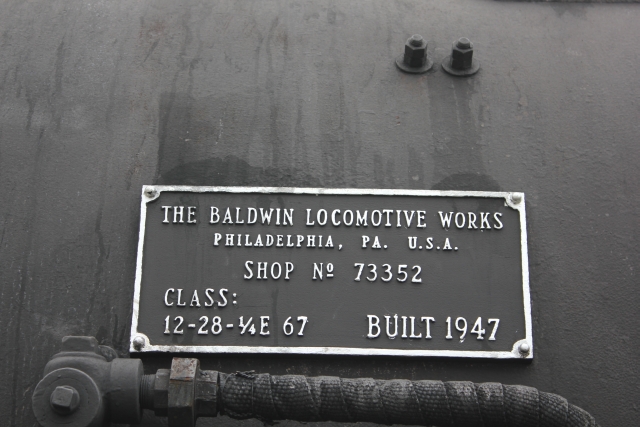 THE BALDWIN LOCOMOTIVE WORKS
PHILADELPHIA, PA. U.S.A.
SHOP Nº 73352
CLASS:
12-28-¼E 67 BUILT 1947